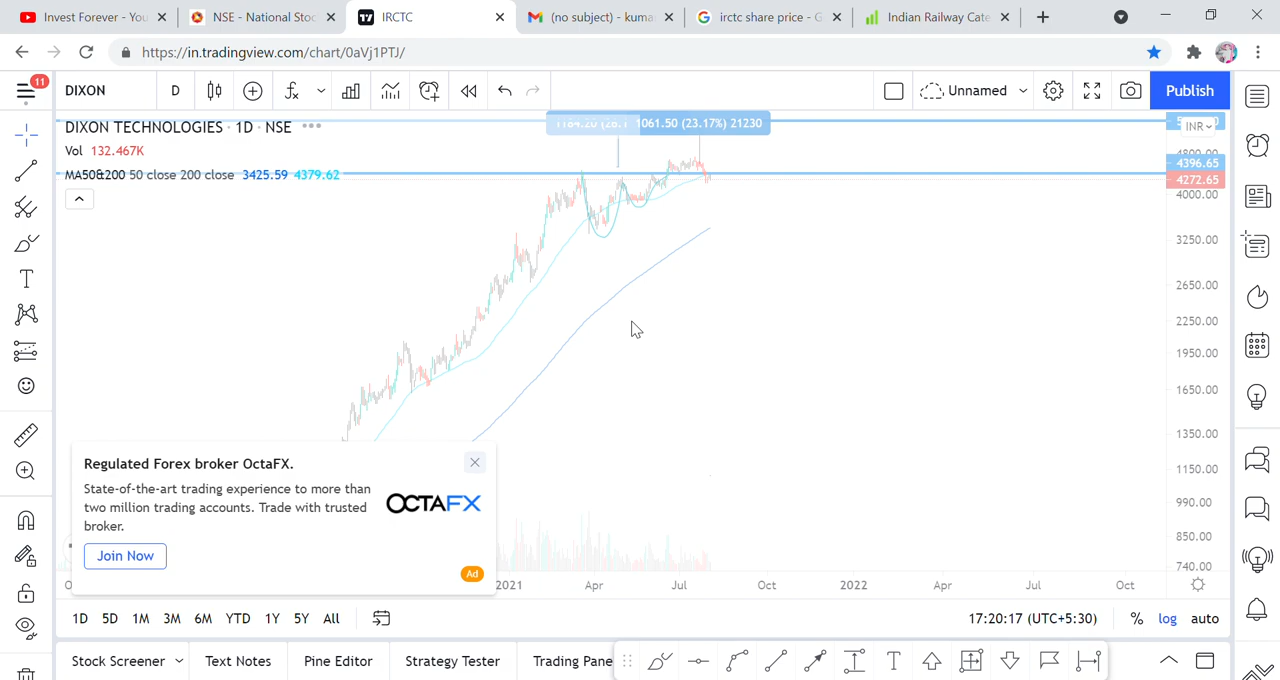 Invest Forever - You
NSE - National Stoc
IRCTC
(no subject) - kuma
irctc share price - G
Indian Railway Cate
https://in.tradingview.com/chart/0aVj1PTJ/
11
DIXON
D
Unnamed
Publish
DIXON TECHNOLOGIES · 1D · NSE
1061.50 (23.17%) 21230
INR
Vol 132.467K
4800.00
MA50&200 50 close 200 close 3425.59 4379.62
4396.65
4272.65
4000.00
3250.00
2650.00
2250.00
1950.00
1650.00
1350.00
1150.00
990.00
850.00
740.00
Regulated Forex broker OctaFX.
State-of-the-art trading experience to more than
two million trading accounts. Trade with trusted
broker.
OCTAFX
Join Now
Ad
2021 Apr Jul Oct 2022 Apr Jul Oct
1D 5D 1M 3M 6M YTD 1Y 5Y All
17:20:17 (UTC+5:30) % log auto
Stock Screener Text Notes Pine Editor Strategy Tester Trading Pane